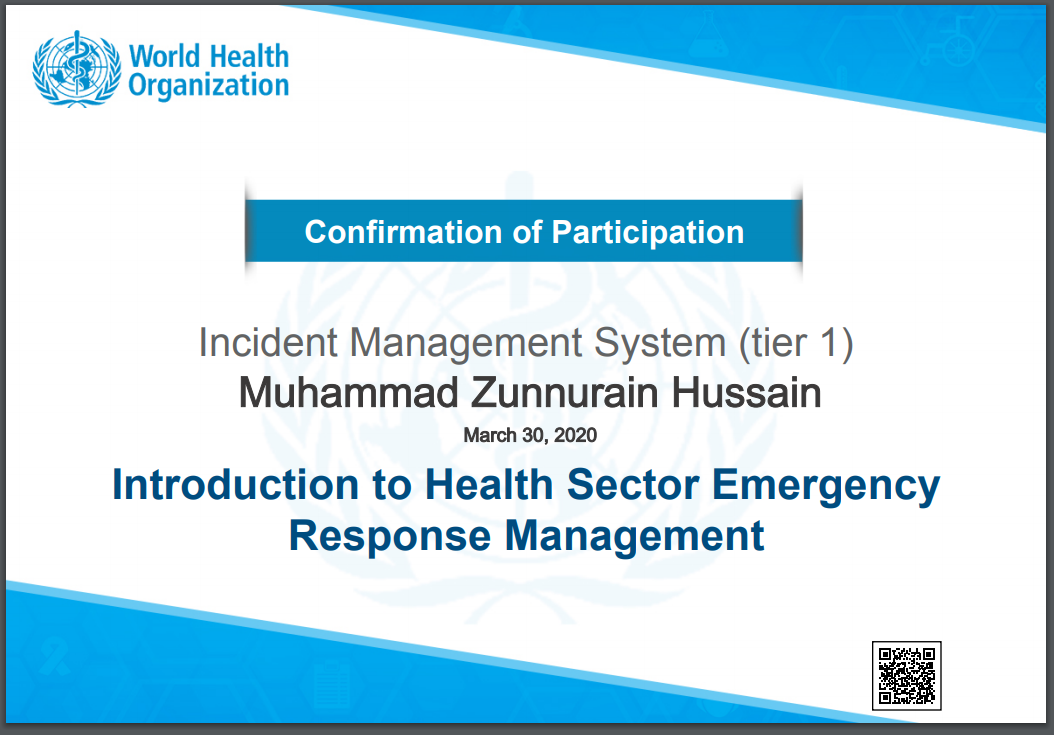 World Health
Organization
Confirmation of Participation
Incident Management System (tier 1)
Muhammad Zunnurain Hussain
March 30, 2020
Introduction to Health Sector Emergency
Response Management